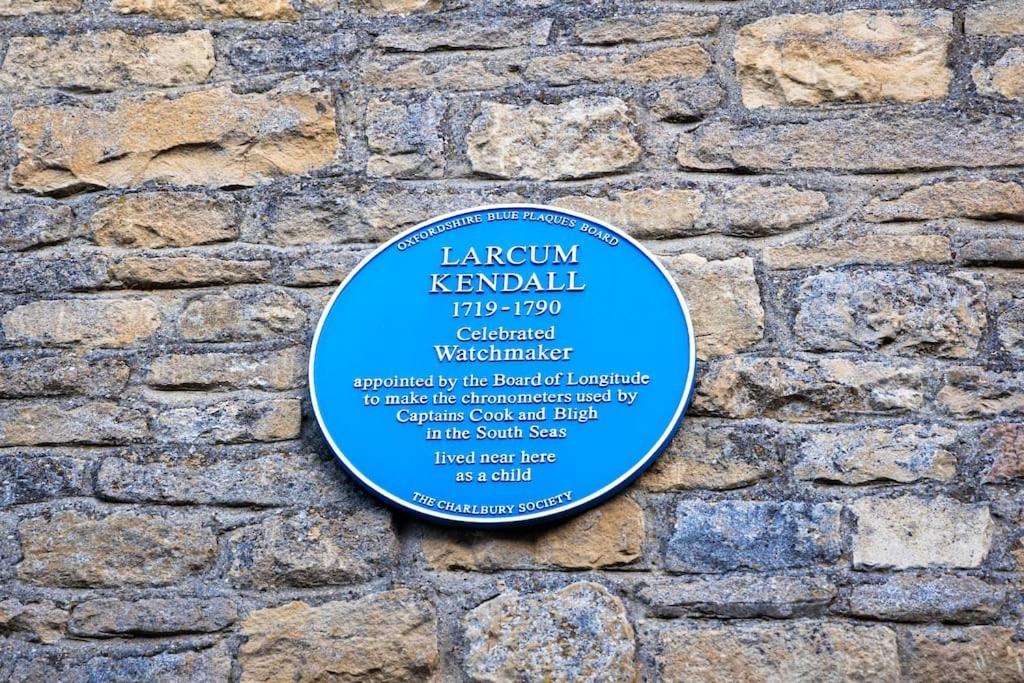 OXFORDSHIRE BLUE PLAQUES BOARD
LARCUM
KENDALL
1719-1790
Celebrated
Watchmaker
appointed by the Board of Longitude
to make the chronometers used by
Captains Cook and Bligh
in the South Seas
lived near here
as a child
THE CHARLBURY SOCIETY